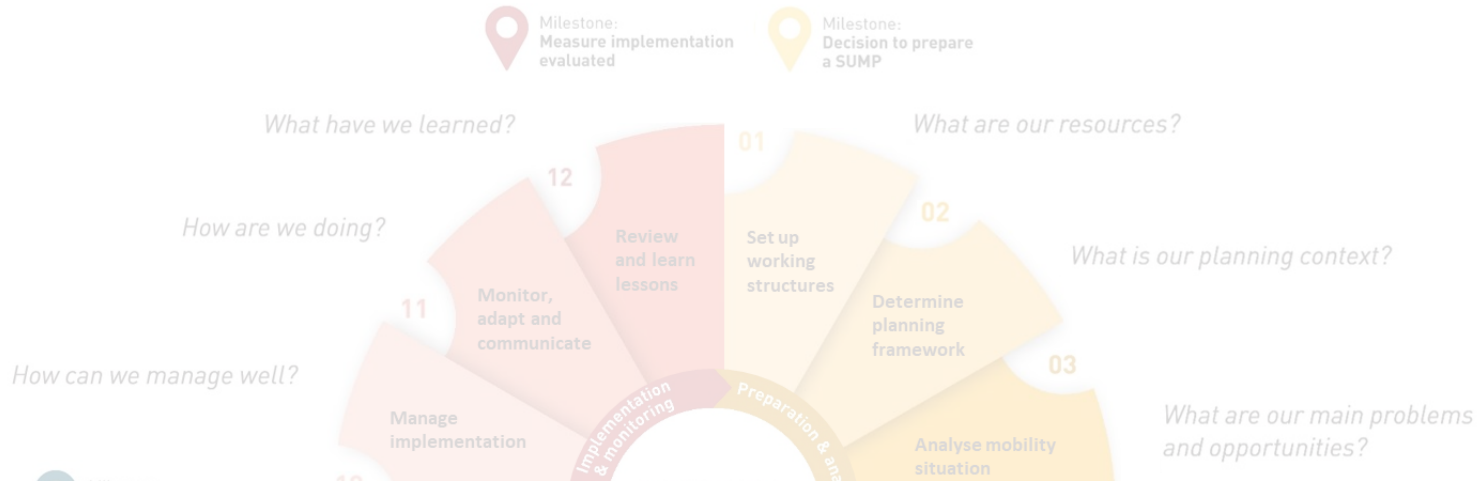 Milestone:
Measure implementation
evaluated
Milestone:
Decision to prepare
a SUMP
What have we learned?
What are our resources?
01
12
Review
and learn
lessons
Set up
working
structures
How are we doing?
02
What is our planning context?
11
Monitor,
adapt and
communicate
Determine
planning
framework
How can we manage well?
03
Manage
implementation
Implementation
& monitoring
Preparation &
What are our main problems
and opportunities?
Analyse mobility
situation